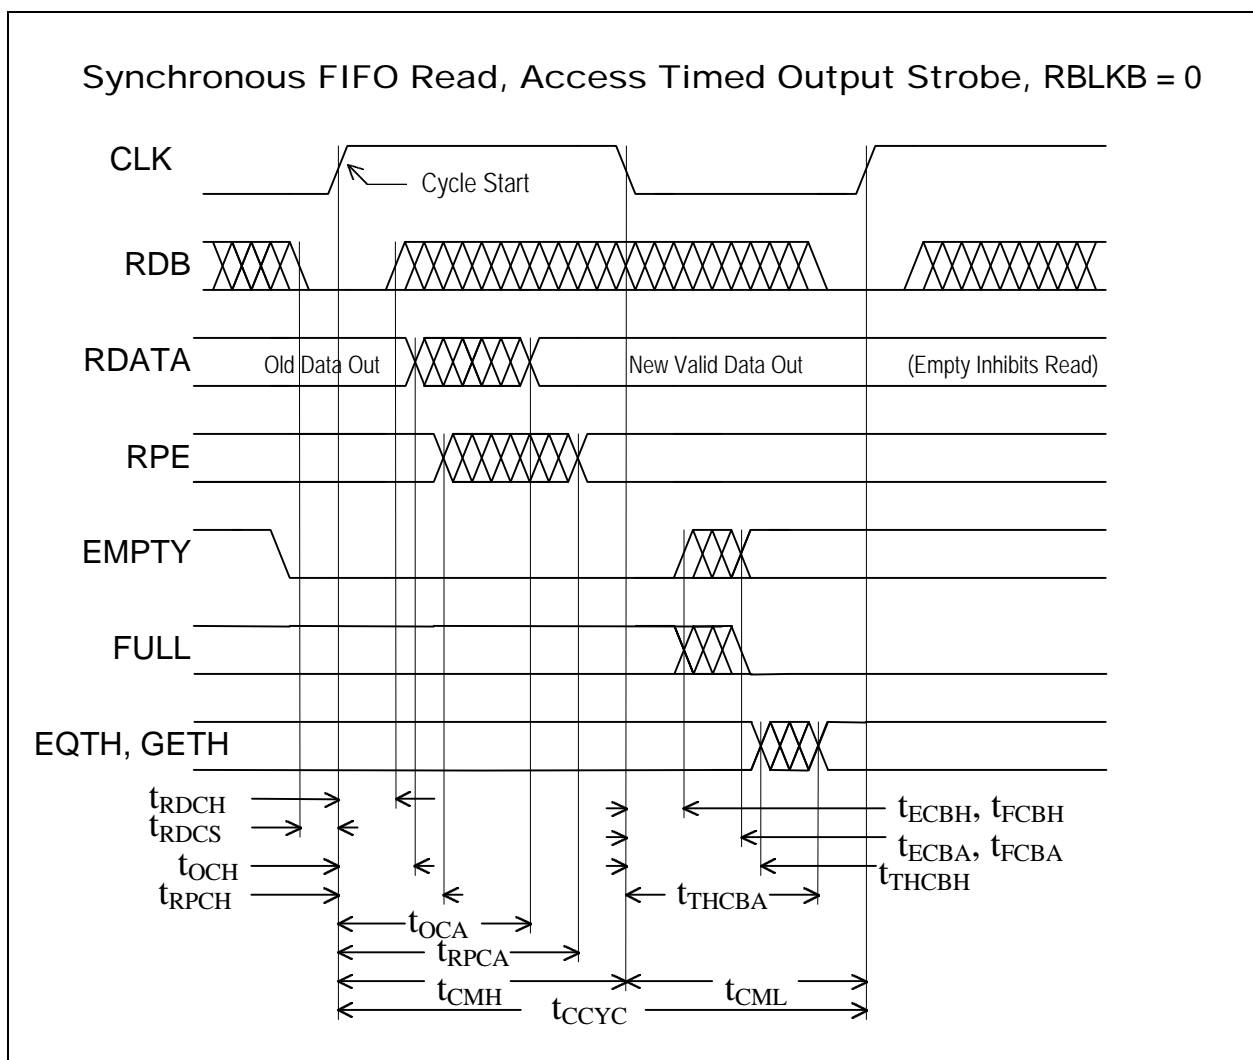 Synchronous FIFO Read, Access Timed Output Strobe, RBLKB = 0
CLK
Cycle Start
RDB
RDATA
Old Data Out
New Valid Data Out
(Empty Inhibits Read)
RPE
EMPTY
FULL
EQTH, GETH
tRDCH
tECBH, tFCBH
tRDCS
tECBA, tFCBA
tOCH
tTHCBH
tRPCH
tTHCBA
tOCA
tRPCA
tCMH
tCML
tCCYC